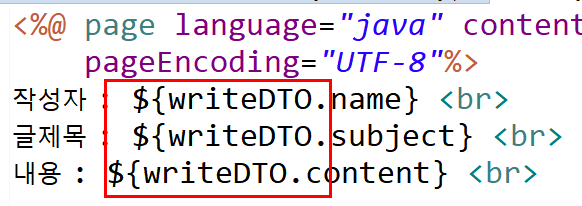 <%@ page language="java" content
pageEncoding="UTF-8"%>
작성자 : ${writeDTO.name} <br>
글제목 : ${writeDTO.subject} <br>
내용 : ${writeDTO.content} <br>